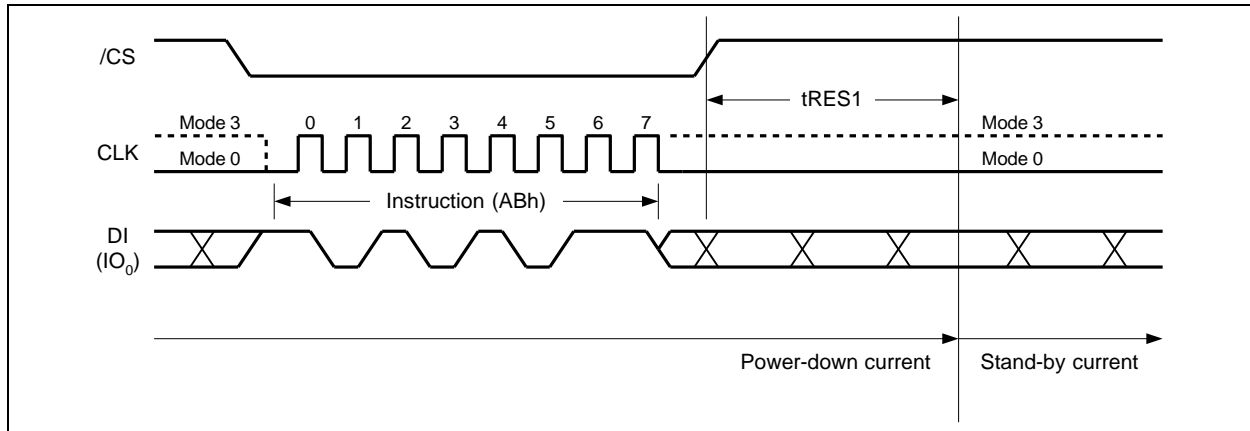 /CS
tRES1
Mode 3 0 1 2 3 4 5 6 7 Mode 3
CLK
Mode 0 Mode 0
Instruction (ABh)
DI
(IO₀)
Power-down current Stand-by current